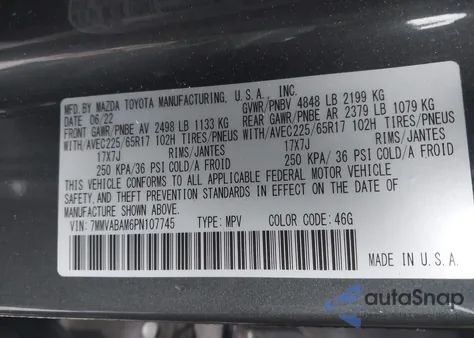 MFD.BY MAZDA TOYOTA MANUFACTURING, U.S.A., INC.
DATE 06/22 GVWR/PNBV 4848 LB 2199 KG
FRONT GAWR/PNBE AV 2498 LB 1133 KG REAR GAWR/PNBE AR 2379 LB 1079 KG
WITH/AVEC225/65R17 102H TIRES/PNEUS WITH/AVEC225/65R17 102H TIRES/PNEUS
17X7J RIMS/JANTES 17X7J RIMS/JANTES
250 KPA/36 PSI COLD/A FROID 250 KPA/36 PSI COLD/A FROID
THIS VEHICLE CONFORMS TO ALL APPLICABLE FEDERAL MOTOR VEHICLE
SAFETY, AND THEFT PREVENTION STANDARDS IN EFFECT ON THE DATE OF
MANUFACTURE SHOWN ABOVE.
VIN: 7MMVABAM6PN107745 TYPE: MPV COLOR CODE: 46G
MADE IN U.S.A.
autoSnap